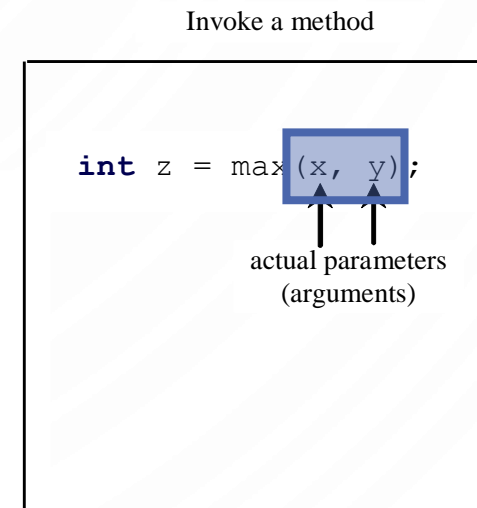 Invoke a method
int z = max(x, y);
actual parameters
(arguments)